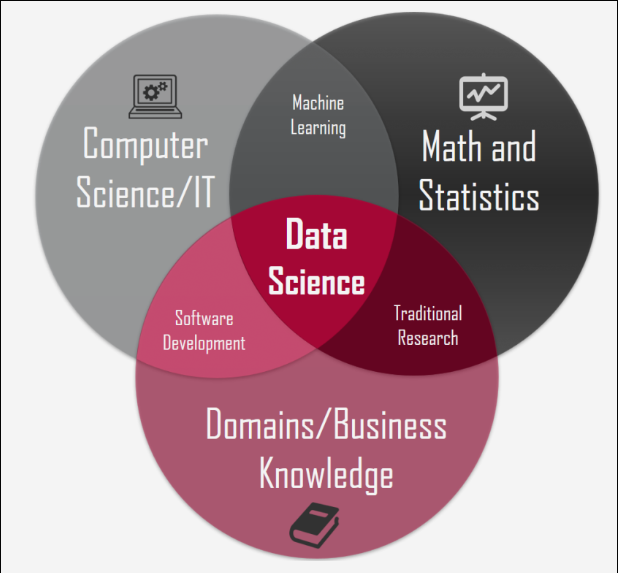 Machine
Learning
Computer
Science/IT
Math and
Statistics
Data
Science
Software
Development
Traditional
Research
Domains/Business
Knowledge